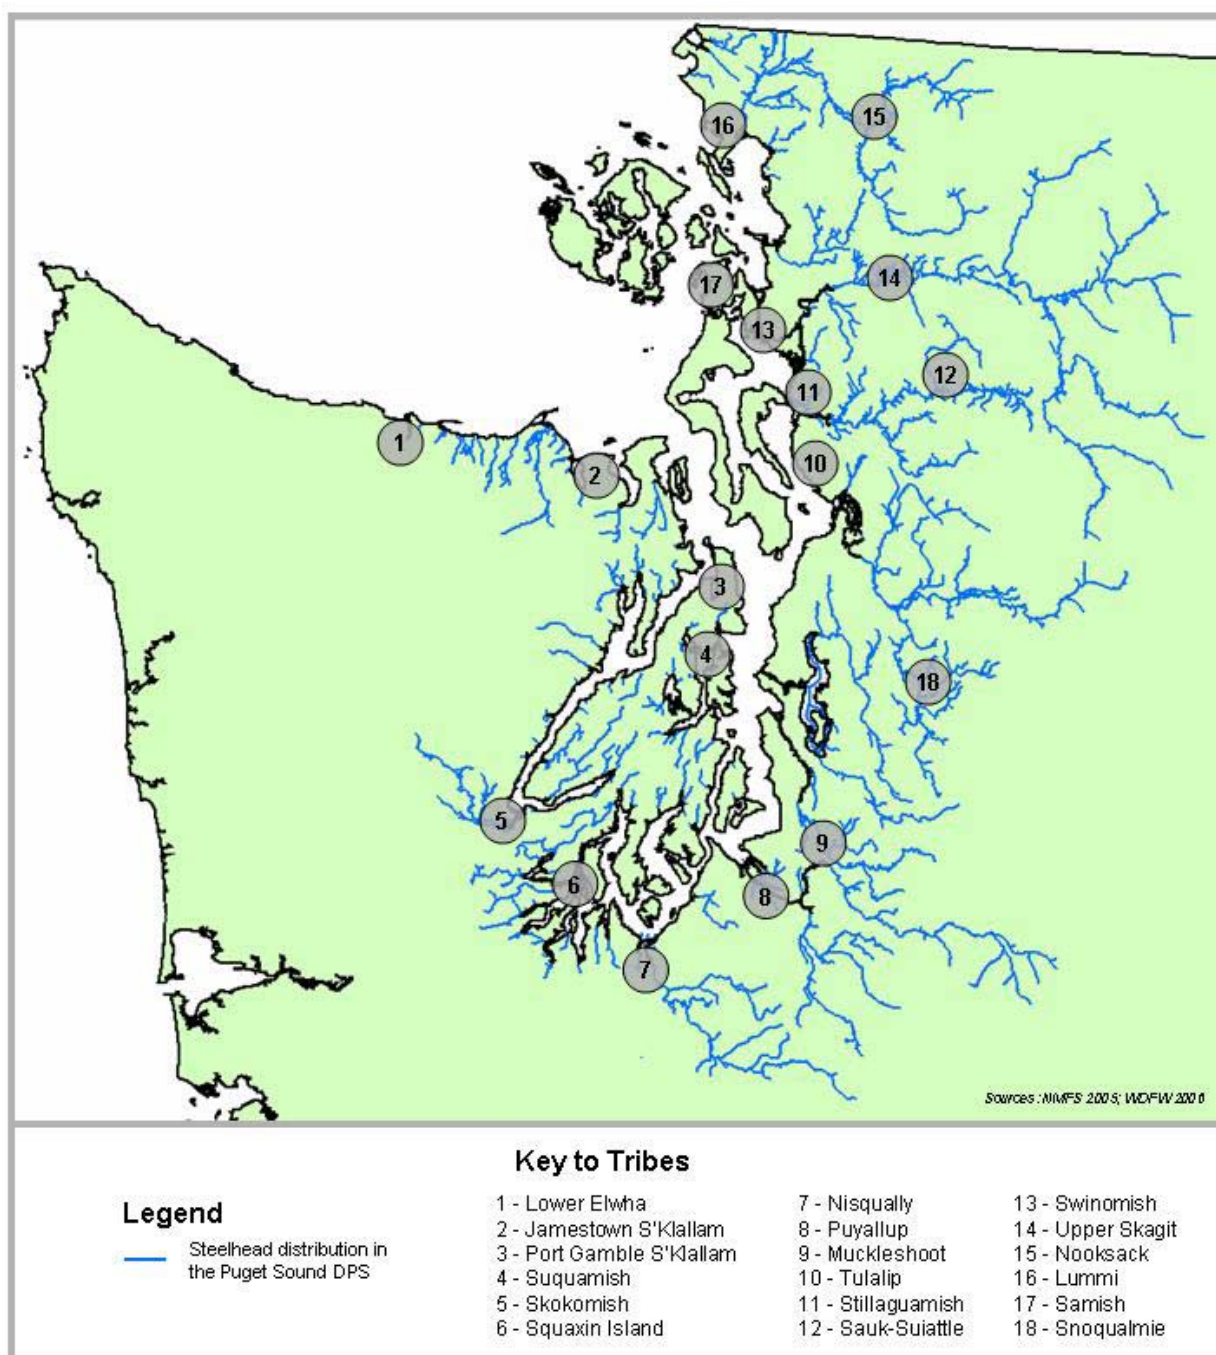 16
15
17
14
13
12
11
1
10
2
3
4
18
5
9
6
8
7
Sources: NMFS 2005; WDFW 2006
Key to Tribes
Legend
Steelhead distribution in
the Puget Sound DPS
1 - Lower Elwha
2 - Jamestown S'Klallam
3 - Port Gamble S'Klallam
4 - Suquamish
5 - Skokomish
6 - Squaxin Island
7 - Nisqually
8 - Puyallup
9 - Muckleshoot
10 - Tulalip
11 - Stillaguamish
12 - Sauk-Suiattle
13 - Swinomish
14 - Upper Skagit
15 - Nooksack
16 - Lummi
17 - Samish
18 - Snoqualmie